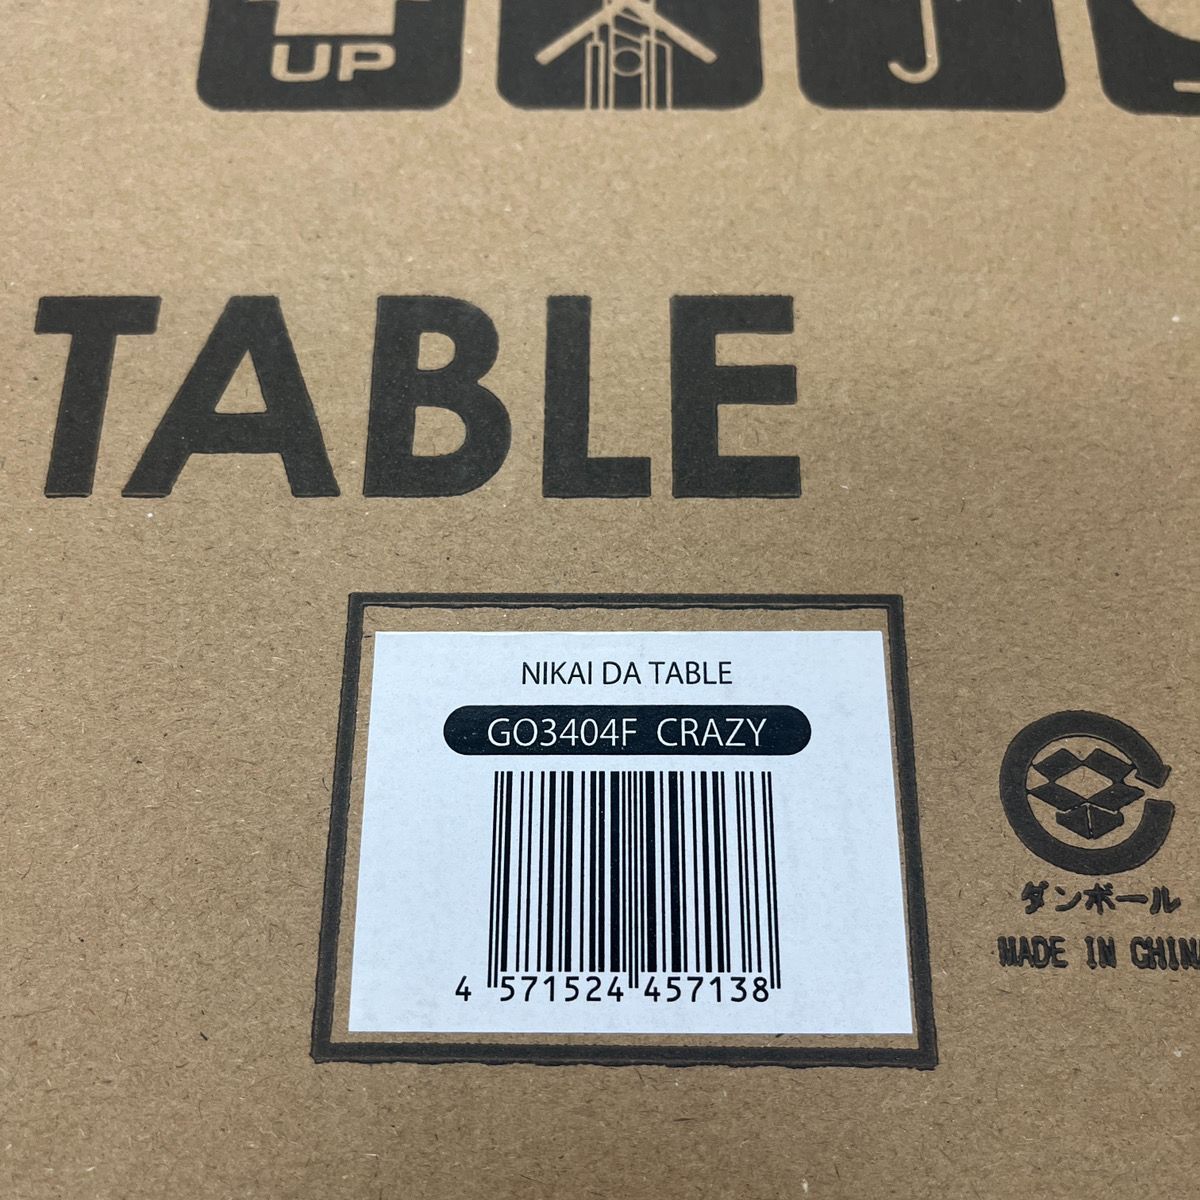 UP
TABLE
NIKAI DA TABLE
GO3404F CRAZY
4 571524 457138
ダンボール
MADE IN CHINA